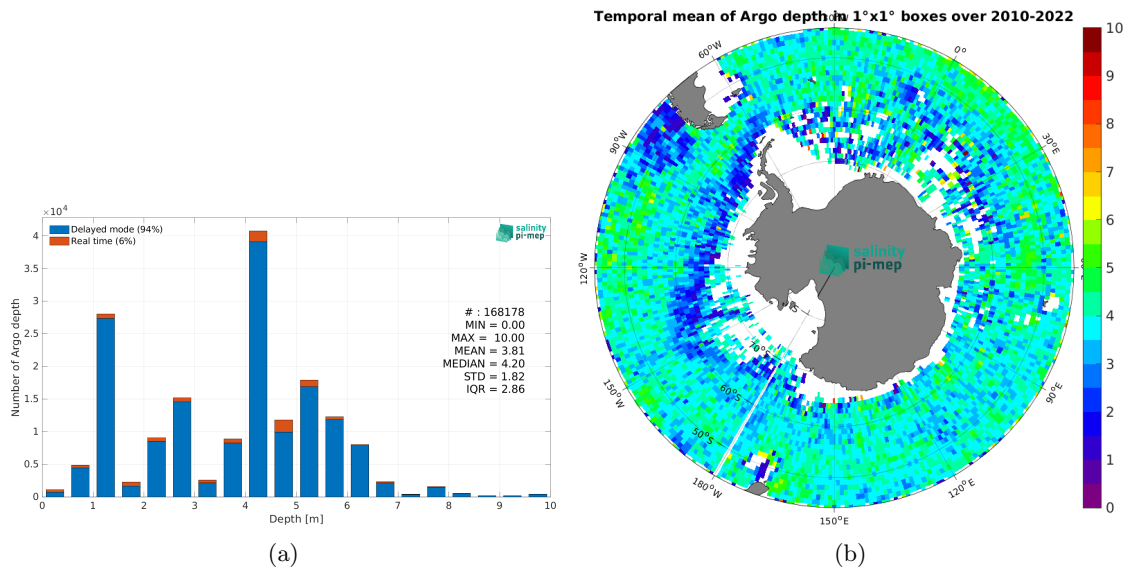 ×10⁴
4
3.5
3
2.5
2
1.5
1
0.5
0
Number of Argo depth
Delayed mode (94%)
Real time (6%)
salinity
pi-mep
# : 168178
MIN = 0.00
MAX = 10.00
MEAN = 3.81
MEDIAN = 4.20
STD = 1.82
IQR = 2.86
0 1 2 3 4 5 6 7 8 9 10
Depth [m]
(a)
Temporal mean of Argo depth in 1°x1° boxes over 2010-2022
60°W
0°
90°W
30°E
120°W
salinity
pi-mep
70°S
60°S
50°S
150°W
90°E
180°W
120°E
150°E
10
9
8
7
6
5
4
3
2
1
0
(b)